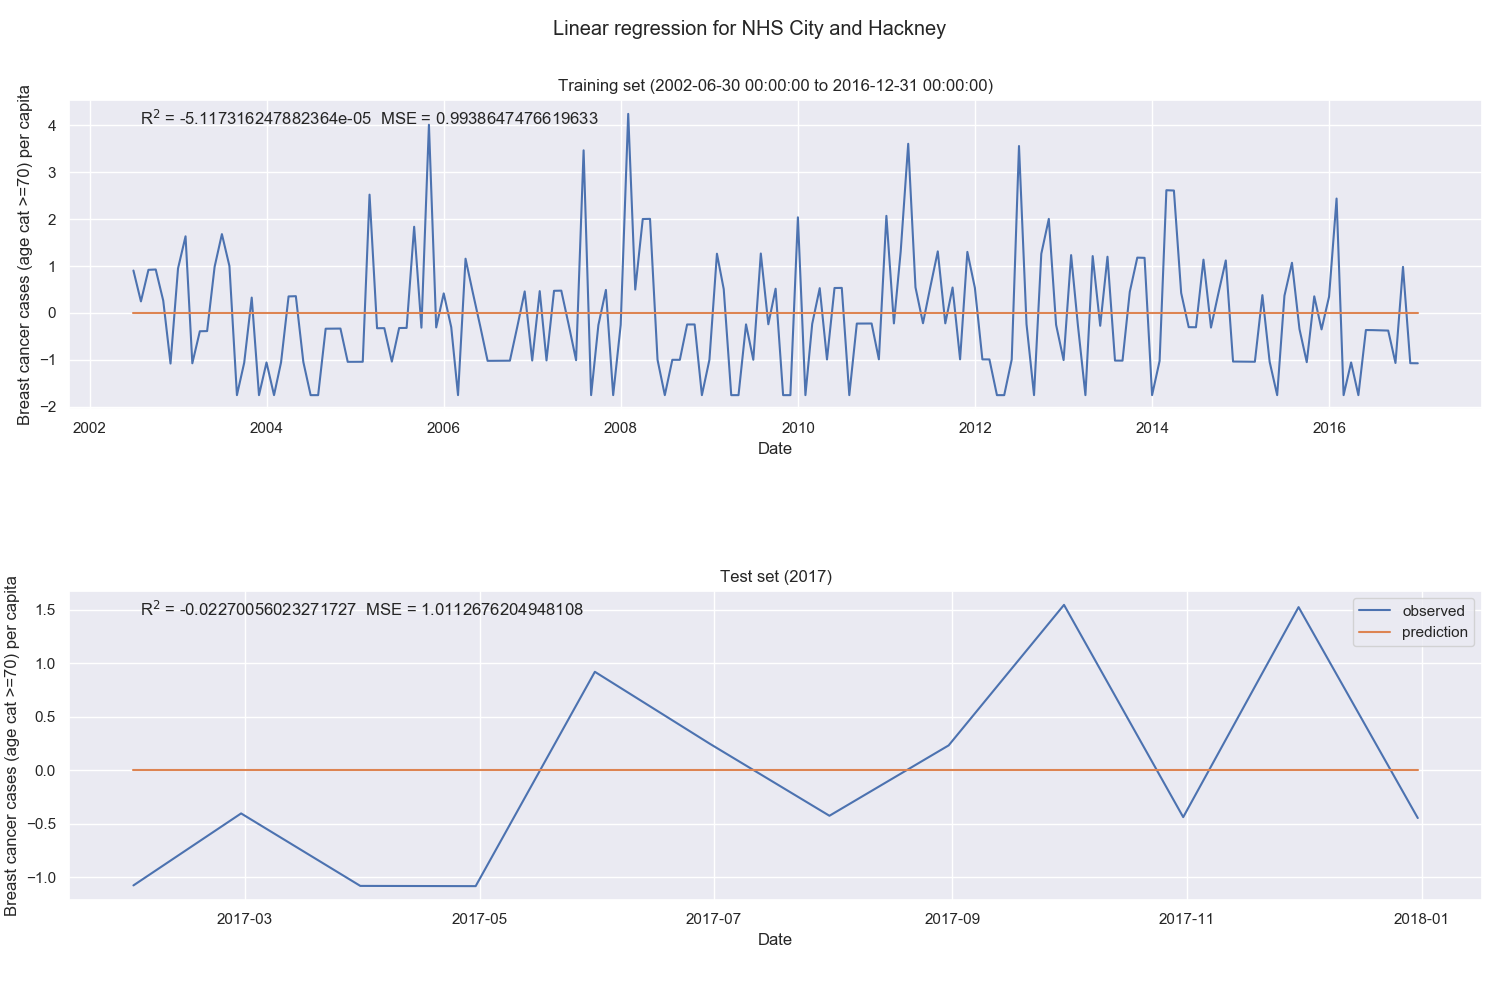 Linear regression for NHS City and Hackney
Training set (2002-06-30 00:00:00 to 2016-12-31 00:00:00)
R² = -5.117316247882364e-05 MSE = 0.9938647476619633
Breast cancer cases (age cat >=70) per capita
4
3
2
1
0
−1
−2
2002 2004 2006 2008 2010 2012 2014 2016
Date
Test set (2017)
R² = -0.02270056023271727 MSE = 1.0112676204948108
observed
prediction
Breast cancer cases (age cat >=70) per capita
1.5
1.0
0.5
0.0
−0.5
−1.0
2017-03 2017-05 2017-07 2017-09 2017-11 2018-01
Date